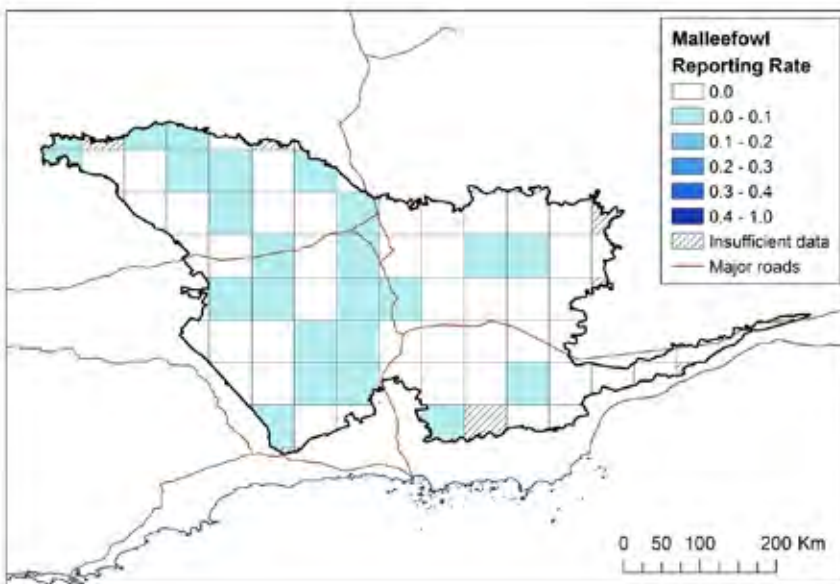 Malleefowl
Reporting Rate
0.0
0.0 - 0.1
0.1 - 0.2
0.2 - 0.3
0.3 - 0.4
0.4 - 1.0
Insufficient data
Major roads
0 50 100 200 Km